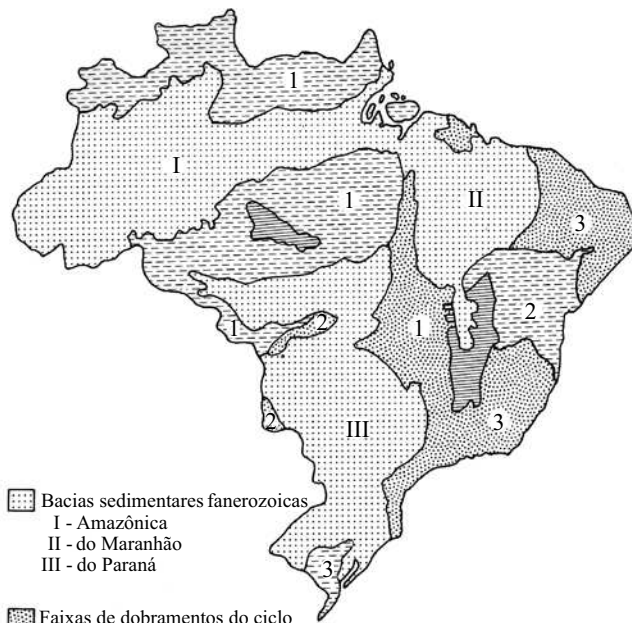 1
I
1
II
3
2
1
2
1
2
III
3
3
Bacias sedimentares fanerozoicas
I - Amazônica
II - do Maranhão
III - do Paraná
Faixas de dobramentos do ciclo